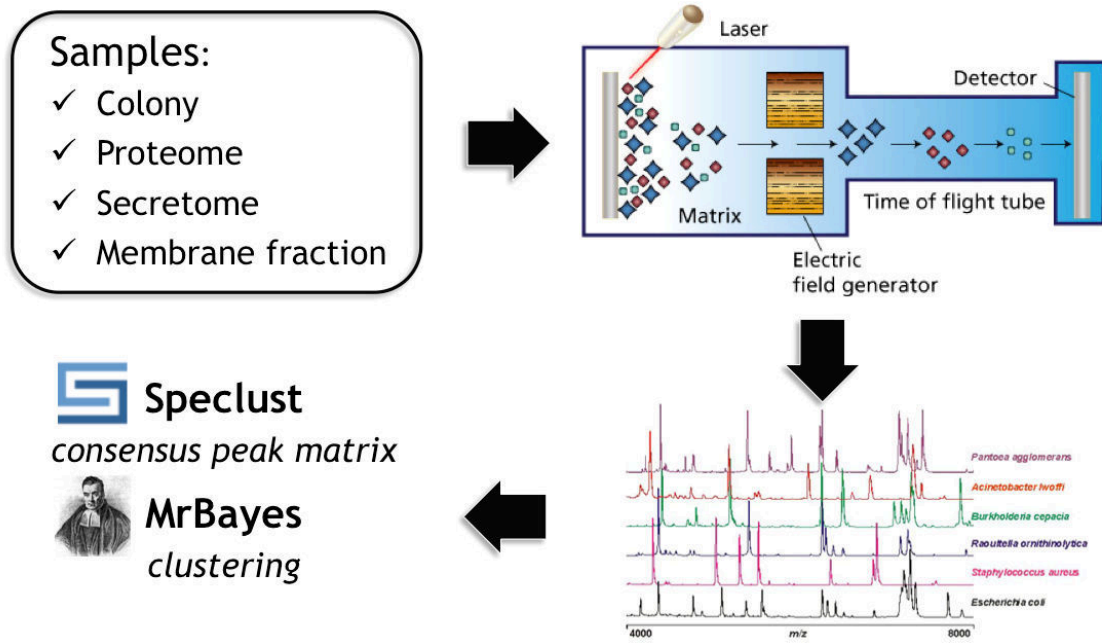 Samples:
✓ Colony
✓ Proteome
✓ Secretome
✓ Membrane fraction
Laser
Detector
Matrix
Time of flight tube
Electric
field generator
Pantoea agglomerans
Acinetobacter lwoffi
Burkholderia cepacia
Raoultella ornithinolytica
Staphylococcus aureus
Escherichia coli
4000 m/z 8000
Speclust
consensus peak matrix
MrBayes
clustering